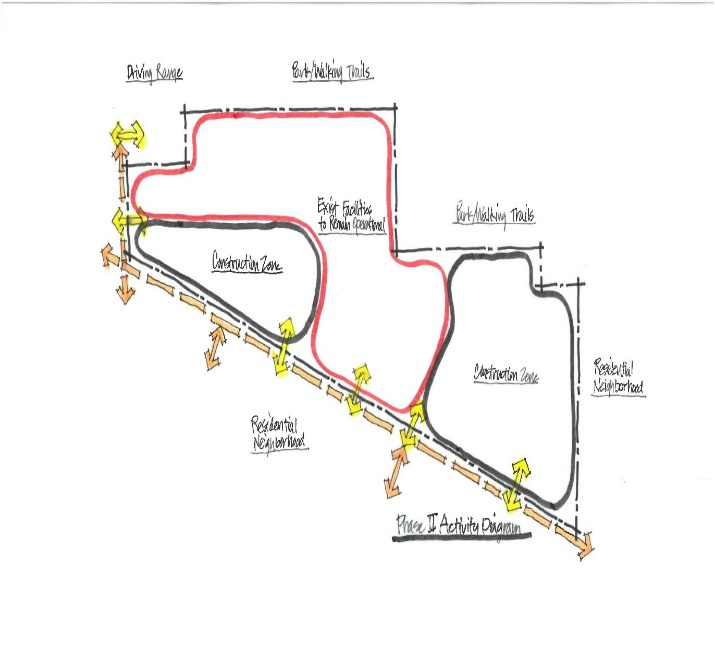 Driving Range
Park/Walking Trails
Exist Facilities
to Remain Operational
Park/Walking Trails
Construction Zone
Construction Zone
Residential
Neighborhood
Residential
Neighborhood
Phase II Activity Diagram